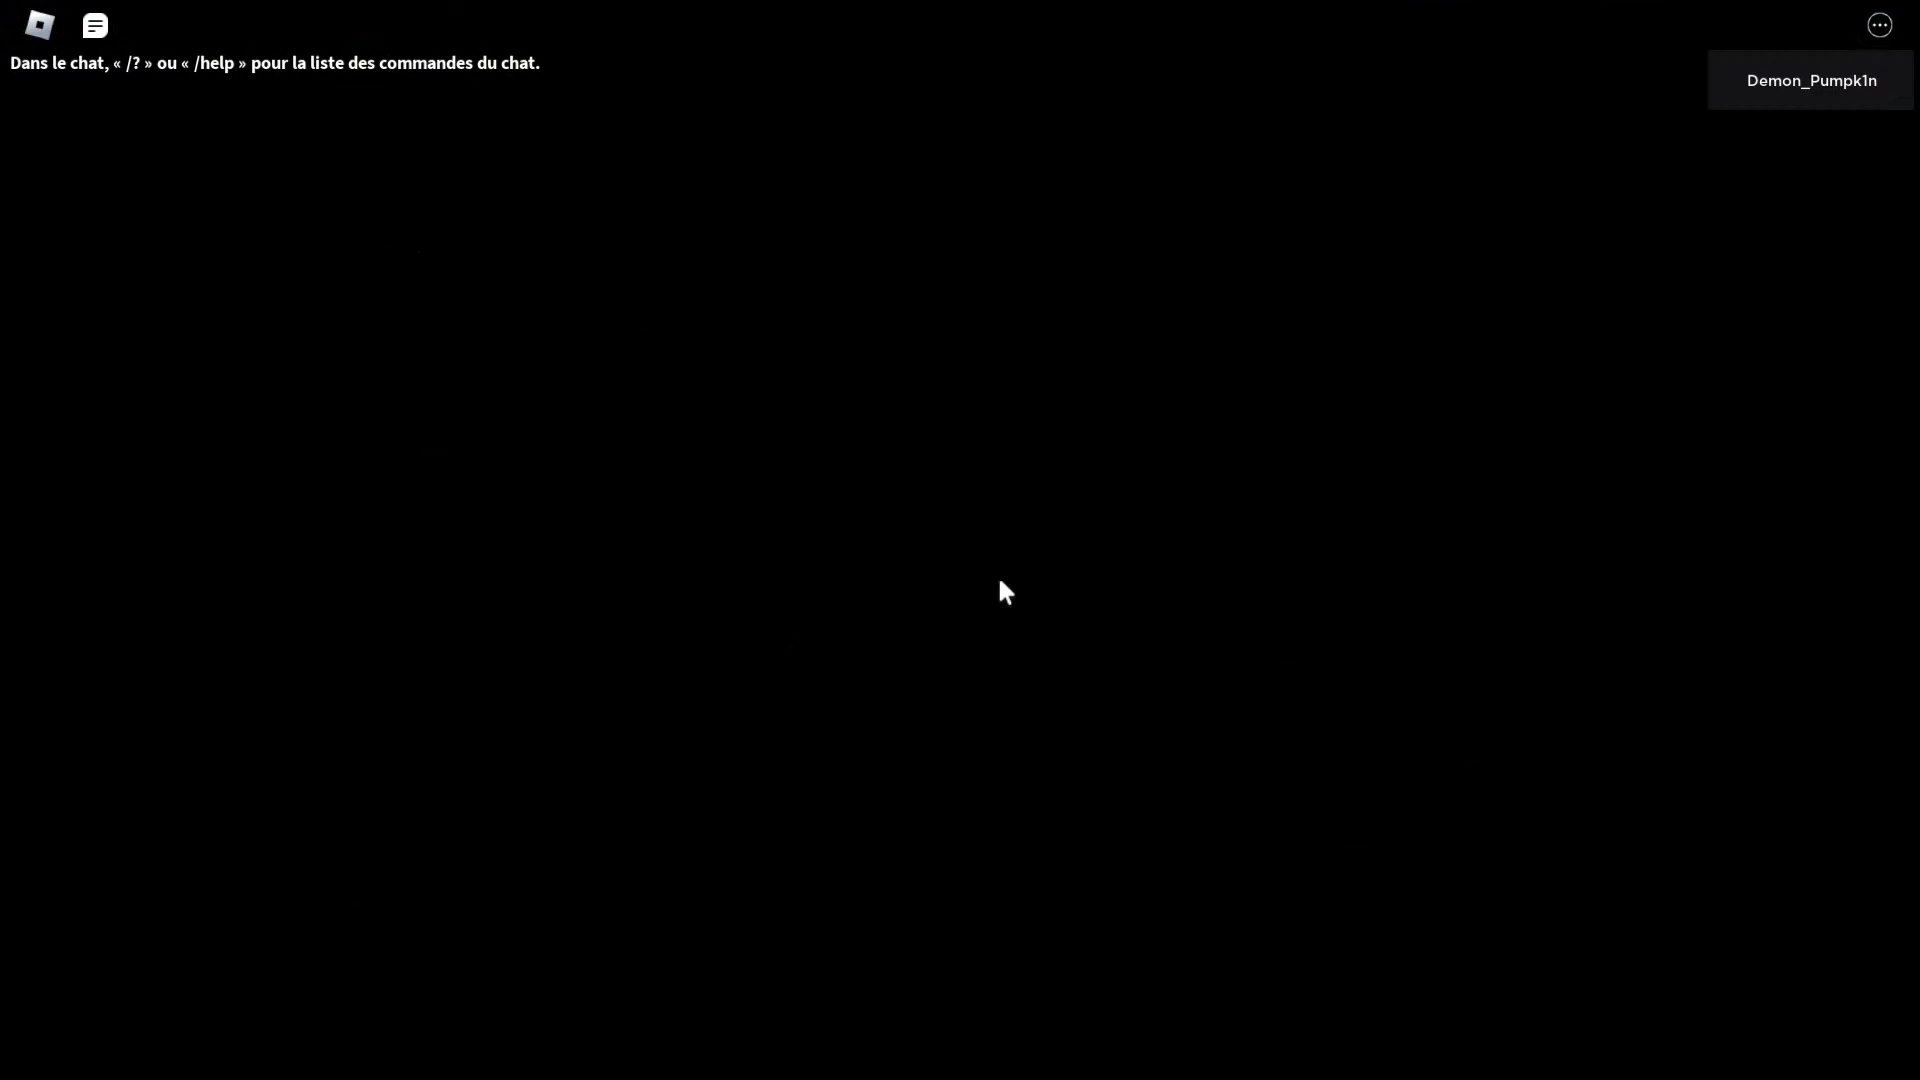 Dans le chat, « /? » ou « /help » pour la liste des commandes du chat.
Demon_Pumpk1n